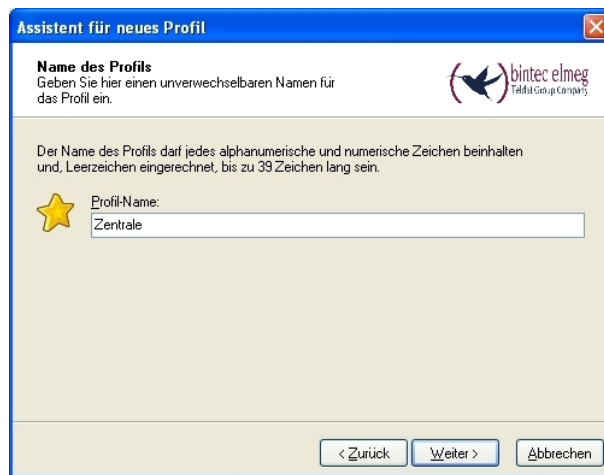 Assistent für neues Profil
Name des Profils
Geben Sie hier einen unverwechselbaren Namen für
das Profil ein.
bintec elmeg
Teldat Group Company
Der Name des Profils darf jedes alphanumerische und numerische Zeichen beinhalten
und, Leerzeichen eingerechnet, bis zu 39 Zeichen lang sein.
Profil-Name:
Zentrale
< Zurück Weiter > Abbrechen